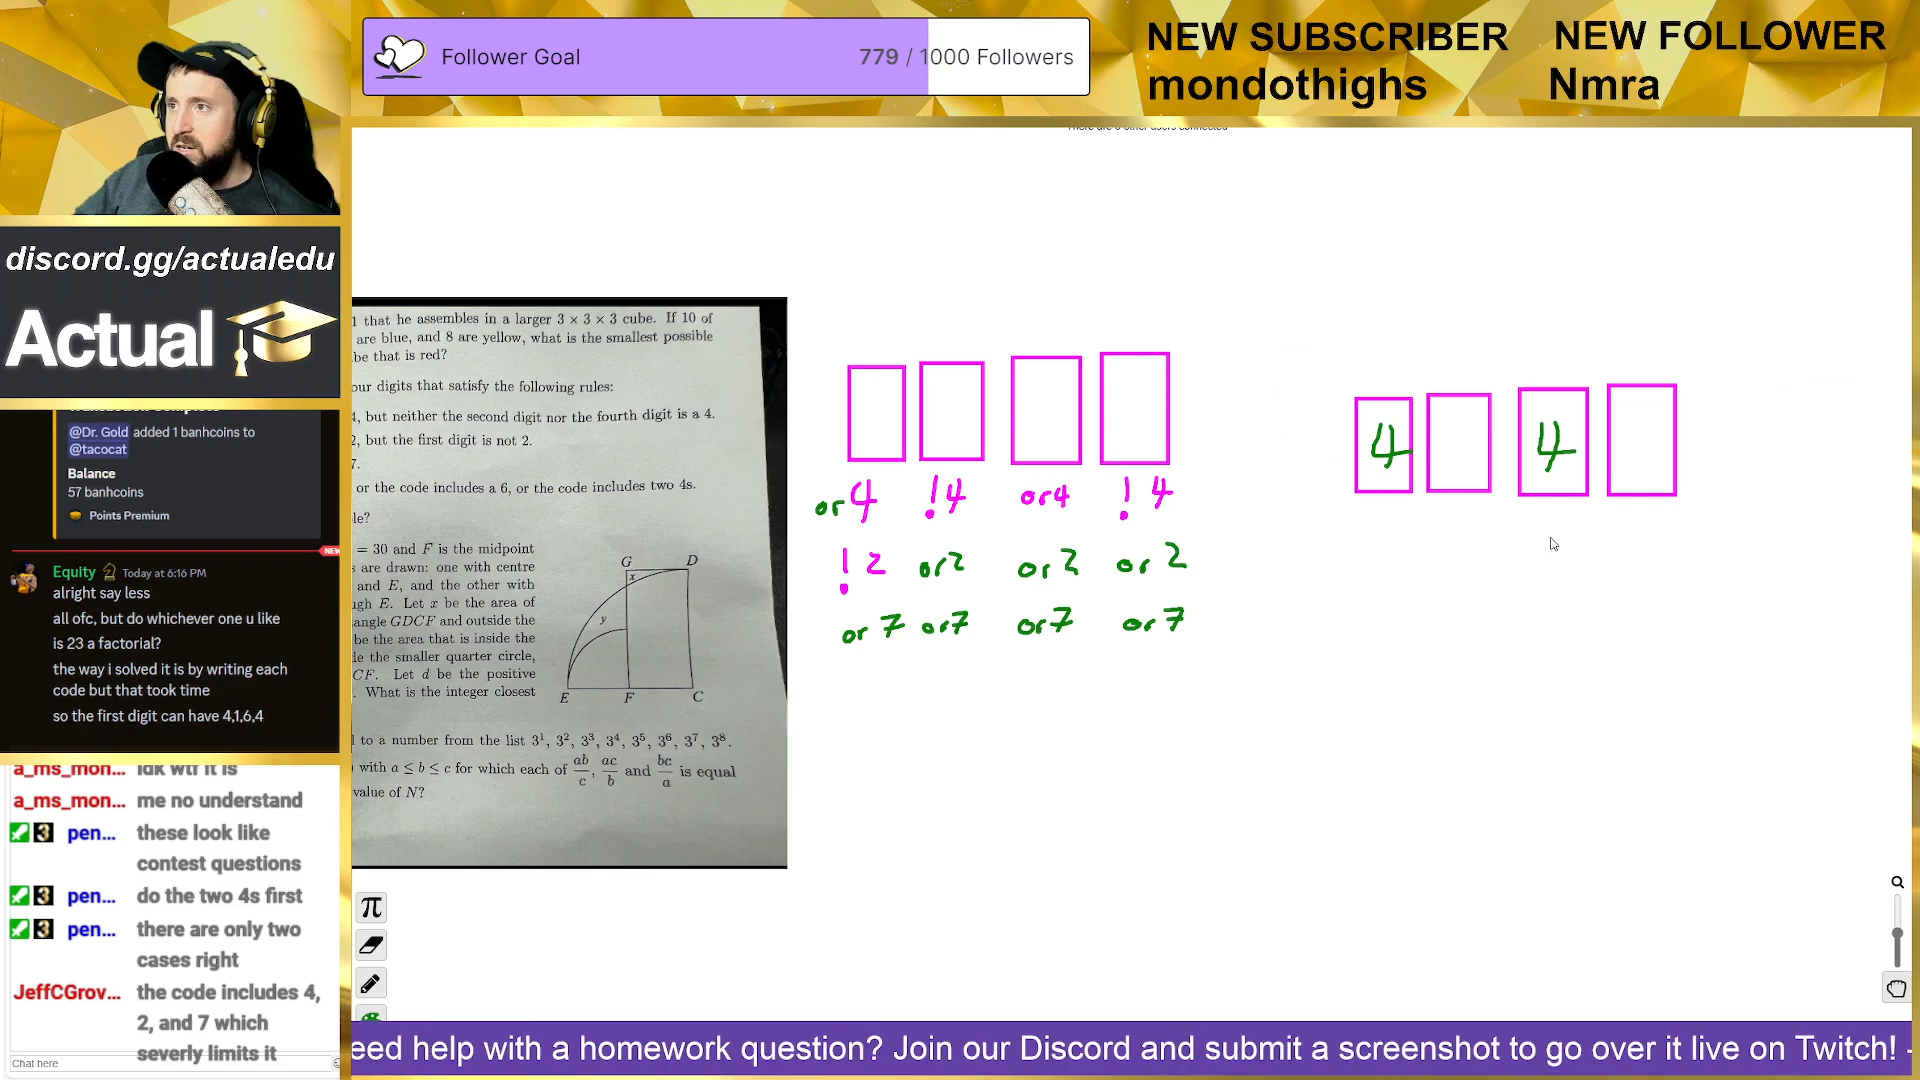 Follower Goal
779 / 1000 Followers
NEW SUBSCRIBER
mondothighs
NEW FOLLOWER
Nmra
discord.gg/actualedu
Actual
@Dr. Gold added 1 banhcoins to
@tacocat
Balance
57 banhcoins
Points Premium
NEW
Equity Today at 6:16 PM
alright say less
all ofc, but do whichever one u like
is 23 a factorial?
the way i solved it is by writing each
code but that took time
so the first digit can have 4,1,6,4
a_ms_mon... idk wtf it is
a_ms_mon... me no understand
3 pen... these look like
contest questions
3 pen... do the two 4s first
3 pen... there are only two
cases right
JeffCGrov... the code includes 4,
2, and 7 which
severly limits it
Chat here
1 that he assembles in a larger 3 × 3 × 3 cube. If 10 of
are blue, and 8 are yellow, what is the smallest possible
be that is red?
our digits that satisfy the following rules:
4, but neither the second digit nor the fourth digit is a 4.
2, but the first digit is not 2.
7.
or the code includes a 6, or the code includes two 4s.
le?
= 30 and F is the midpoint
s are drawn: one with centre
and E, and the other with
ugh E. Let x be the area of
angle GDCF and outside the
be the area that is inside the
le the smaller quarter circle,
CF. Let d be the positive
. What is the integer closest
G D
x
y
E F C
l to a number from the list 3¹, 3², 3³, 3⁴, 3⁵, 3⁶, 3⁷, 3⁸.
) with a ≤ b ≤ c for which each of ab/c, ac/b and bc/a is equal
value of N?
or 4 !4 or 4 ! 4
! 2 or 2 or 2 or 2
or 7 or 7 or 7 or 7
4 4
π
eed help with a homework question? Join our Discord and submit a screenshot to go over it live on Twitch! -